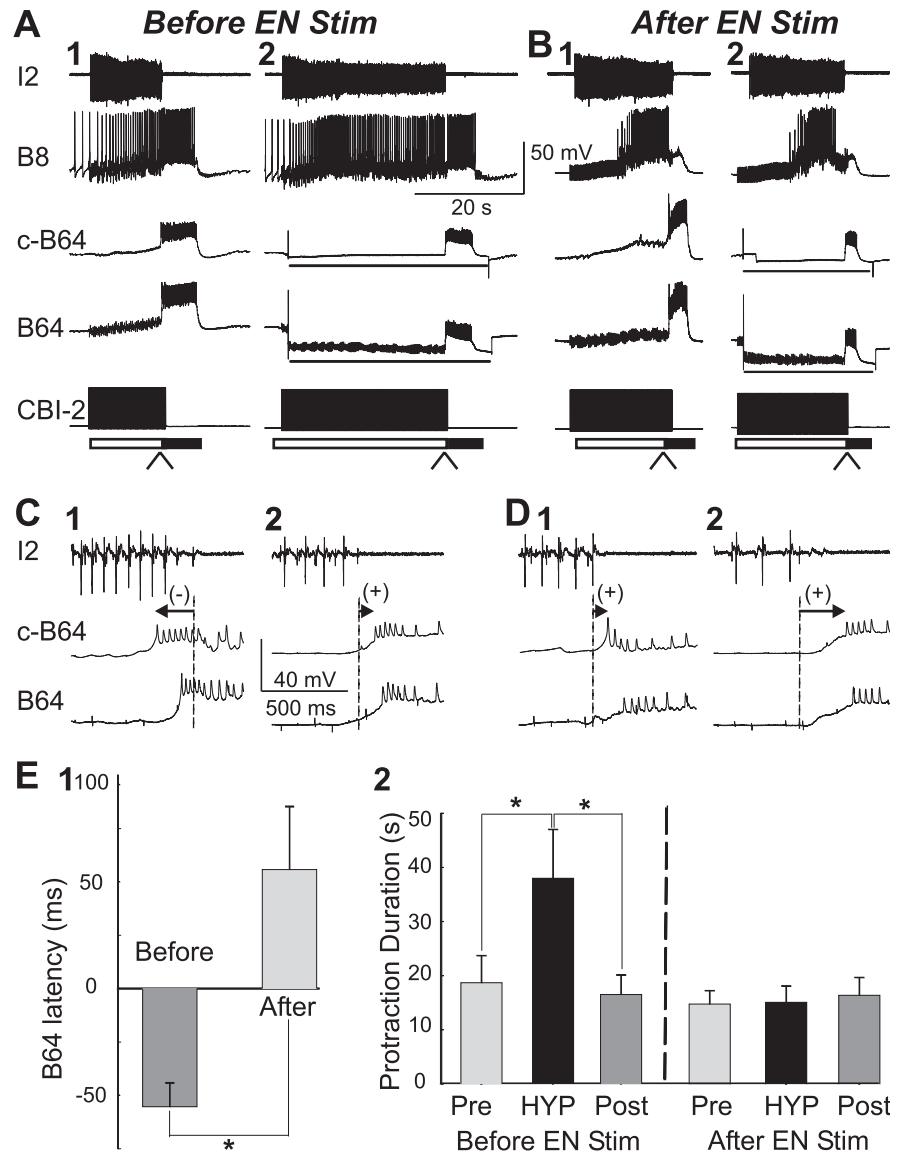 A Before EN Stim
B After EN Stim
1 2 1 2
I2
B8
50 mV
20 s
c-B64
B64
CBI-2
C 1 2 D 1 2
I2
(-) (+) (+) (+)
c-B64
40 mV
500 ms
B64
E 1 2
100
50
0
-50
B64 latency (ms)
Before
After
*
Protraction Duration (s)
50
40
30
20
10
0
* *
Pre HYP Post Pre HYP Post
Before EN Stim After EN Stim